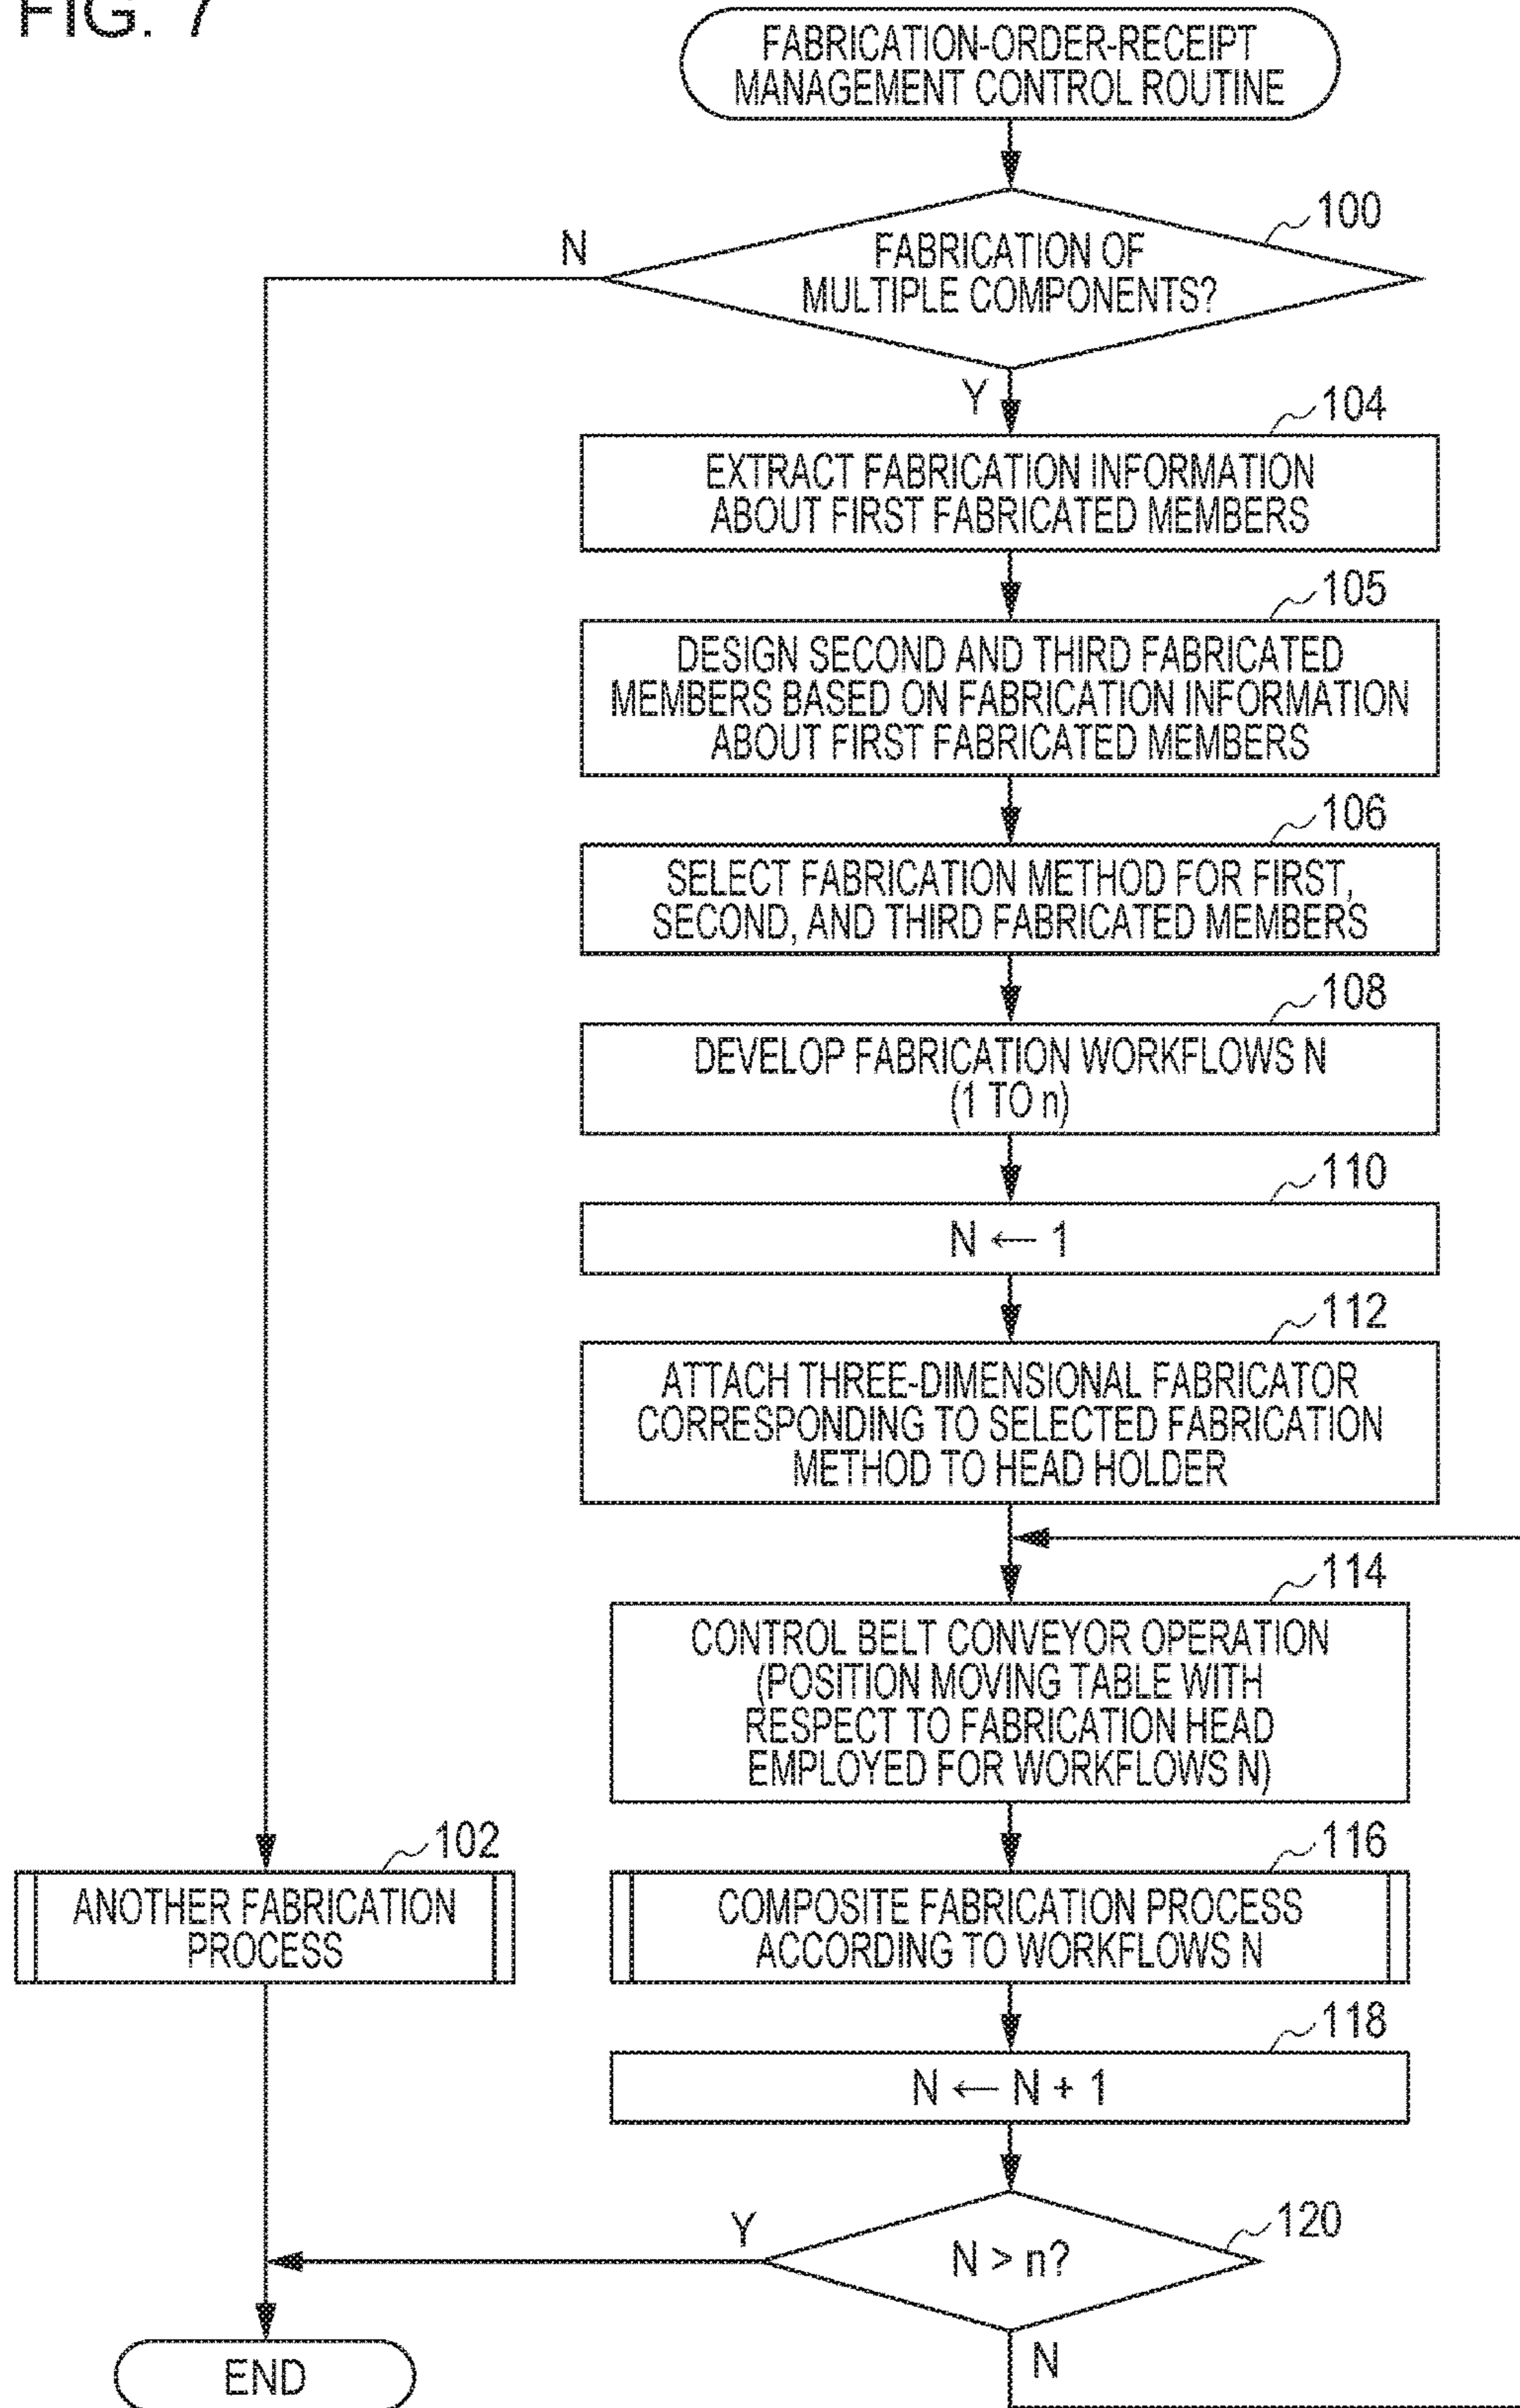 FIG. 7
FABRICATION-ORDER-RECEIPT
MANAGEMENT CONTROL ROUTINE
100
N
FABRICATION OF
MULTIPLE COMPONENTS?
Y
104
EXTRACT FABRICATION INFORMATION
ABOUT FIRST FABRICATED MEMBERS
105
DESIGN SECOND AND THIRD FABRICATED
MEMBERS BASED ON FABRICATION INFORMATION
ABOUT FIRST FABRICATED MEMBERS
106
SELECT FABRICATION METHOD FOR FIRST,
SECOND, AND THIRD FABRICATED MEMBERS
108
DEVELOP FABRICATION WORKFLOWS N
(1 TO n)
110
N ← 1
112
ATTACH THREE-DIMENSIONAL FABRICATOR
CORRESPONDING TO SELECTED FABRICATION
METHOD TO HEAD HOLDER
114
CONTROL BELT CONVEYOR OPERATION
(POSITION MOVING TABLE WITH
RESPECT TO FABRICATION HEAD
EMPLOYED FOR WORKFLOWS N)
102
ANOTHER FABRICATION
PROCESS
116
COMPOSITE FABRICATION PROCESS
ACCORDING TO WORKFLOWS N
118
N ← N + 1
120
Y
N > n?
N
END